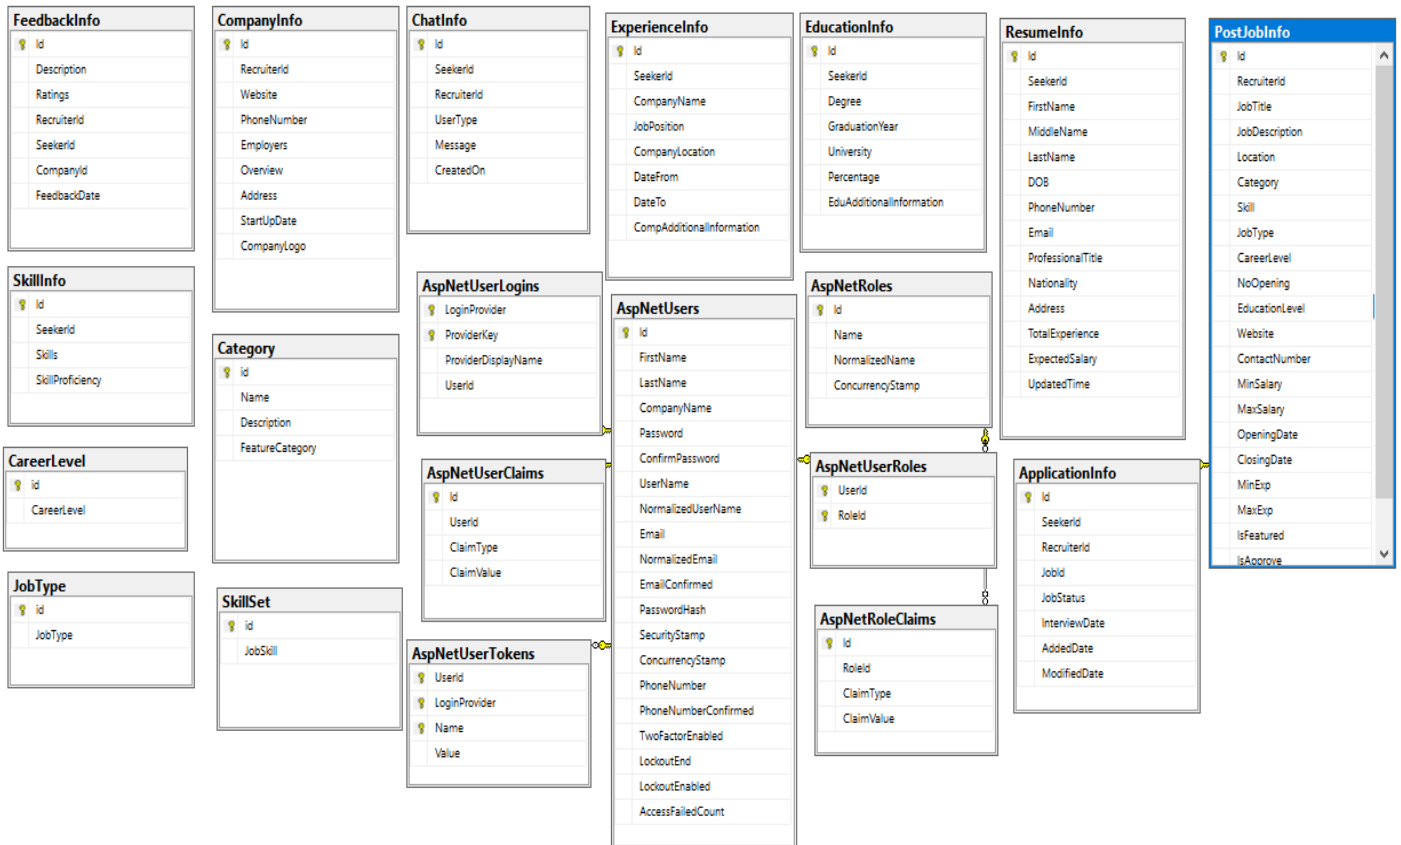 FeedbackInfo
Id
Description
Ratings
RecruiterId
SeekerId
CompanyId
FeedbackDate
CompanyInfo
Id
RecruiterId
Website
PhoneNumber
Employers
Overview
Address
StartUpDate
CompanyLogo
ChatInfo
Id
SeekerId
RecruiterId
UserType
Message
CreatedOn
ExperienceInfo
Id
SeekerId
CompanyName
JobPosition
CompanyLocation
DateFrom
DateTo
CompAdditionalInformation
EducationInfo
Id
SeekerId
Degree
GraduationYear
University
Percentage
EduAdditionalInformation
ResumeInfo
Id
SeekerId
FirstName
MiddleName
LastName
DOB
PhoneNumber
Email
ProfessionalTitle
Nationality
Address
TotalExperience
ExpectedSalary
UpdatedTime
PostJobInfo
Id
RecruiterId
JobTitle
JobDescription
Location
Category
Skill
JobType
CareerLevel
NoOpening
EducationLevel
Website
ContactNumber
MinSalary
MaxSalary
OpeningDate
ClosingDate
MinExp
MaxExp
IsFeatured
IsApprove
SkillInfo
Id
SeekerId
Skills
SkillProficiency
Category
id
Name
Description
FeatureCategory
AspNetUserLogins
LoginProvider
ProviderKey
ProviderDisplayName
UserId
AspNetUsers
Id
FirstName
LastName
CompanyName
Password
ConfirmPassword
UserName
NormalizedUserName
Email
NormalizedEmail
EmailConfirmed
PasswordHash
SecurityStamp
ConcurrencyStamp
PhoneNumber
PhoneNumberConfirmed
TwoFactorEnabled
LockoutEnd
LockoutEnabled
AccessFailedCount
AspNetRoles
Id
Name
NormalizedName
ConcurrencyStamp
CareerLevel
id
CareerLevel
AspNetUserClaims
Id
UserId
ClaimType
ClaimValue
AspNetUserRoles
UserId
RoleId
ApplicationInfo
Id
SeekerId
RecruiterId
JobId
JobStatus
InterviewDate
AddedDate
ModifiedDate
JobType
id
JobType
SkillSet
id
JobSkill
AspNetUserTokens
UserId
LoginProvider
Name
Value
AspNetRoleClaims
Id
RoleId
ClaimType
ClaimValue